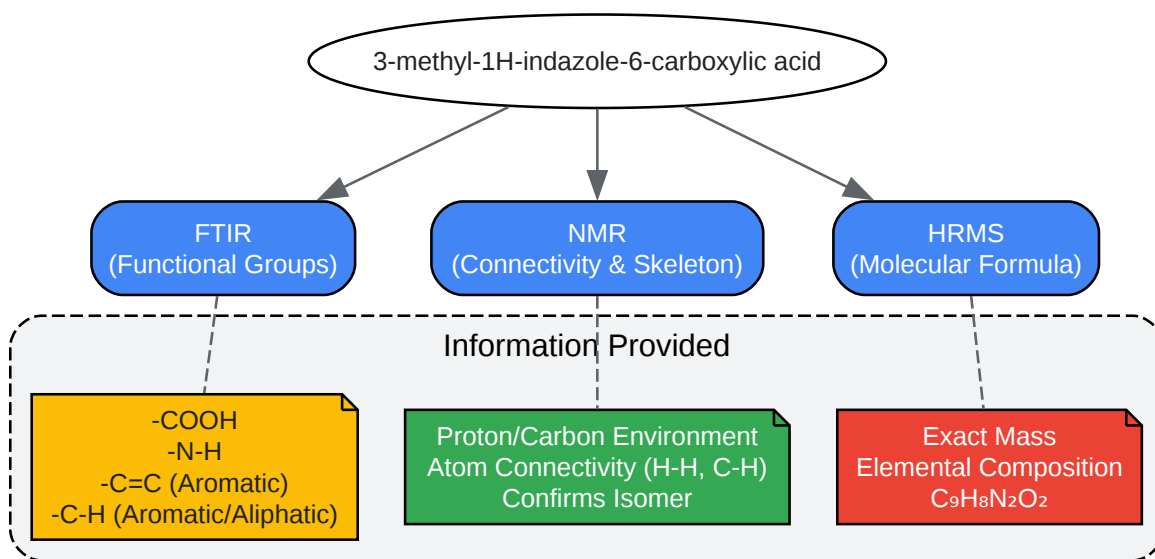 3-methyl-1H-indazole-6-carboxylic acid
FTIR
(Functional Groups)
NMR
(Connectivity & Skeleton)
HRMS
(Molecular Formula)
Information Provided
-COOH
-N-H
-C=C (Aromatic)
-C-H (Aromatic/Aliphatic)
Proton/Carbon Environment
Atom Connectivity (H-H, C-H)
Confirms Isomer
Exact Mass
Elemental Composition
C₉H₈N₂O₂